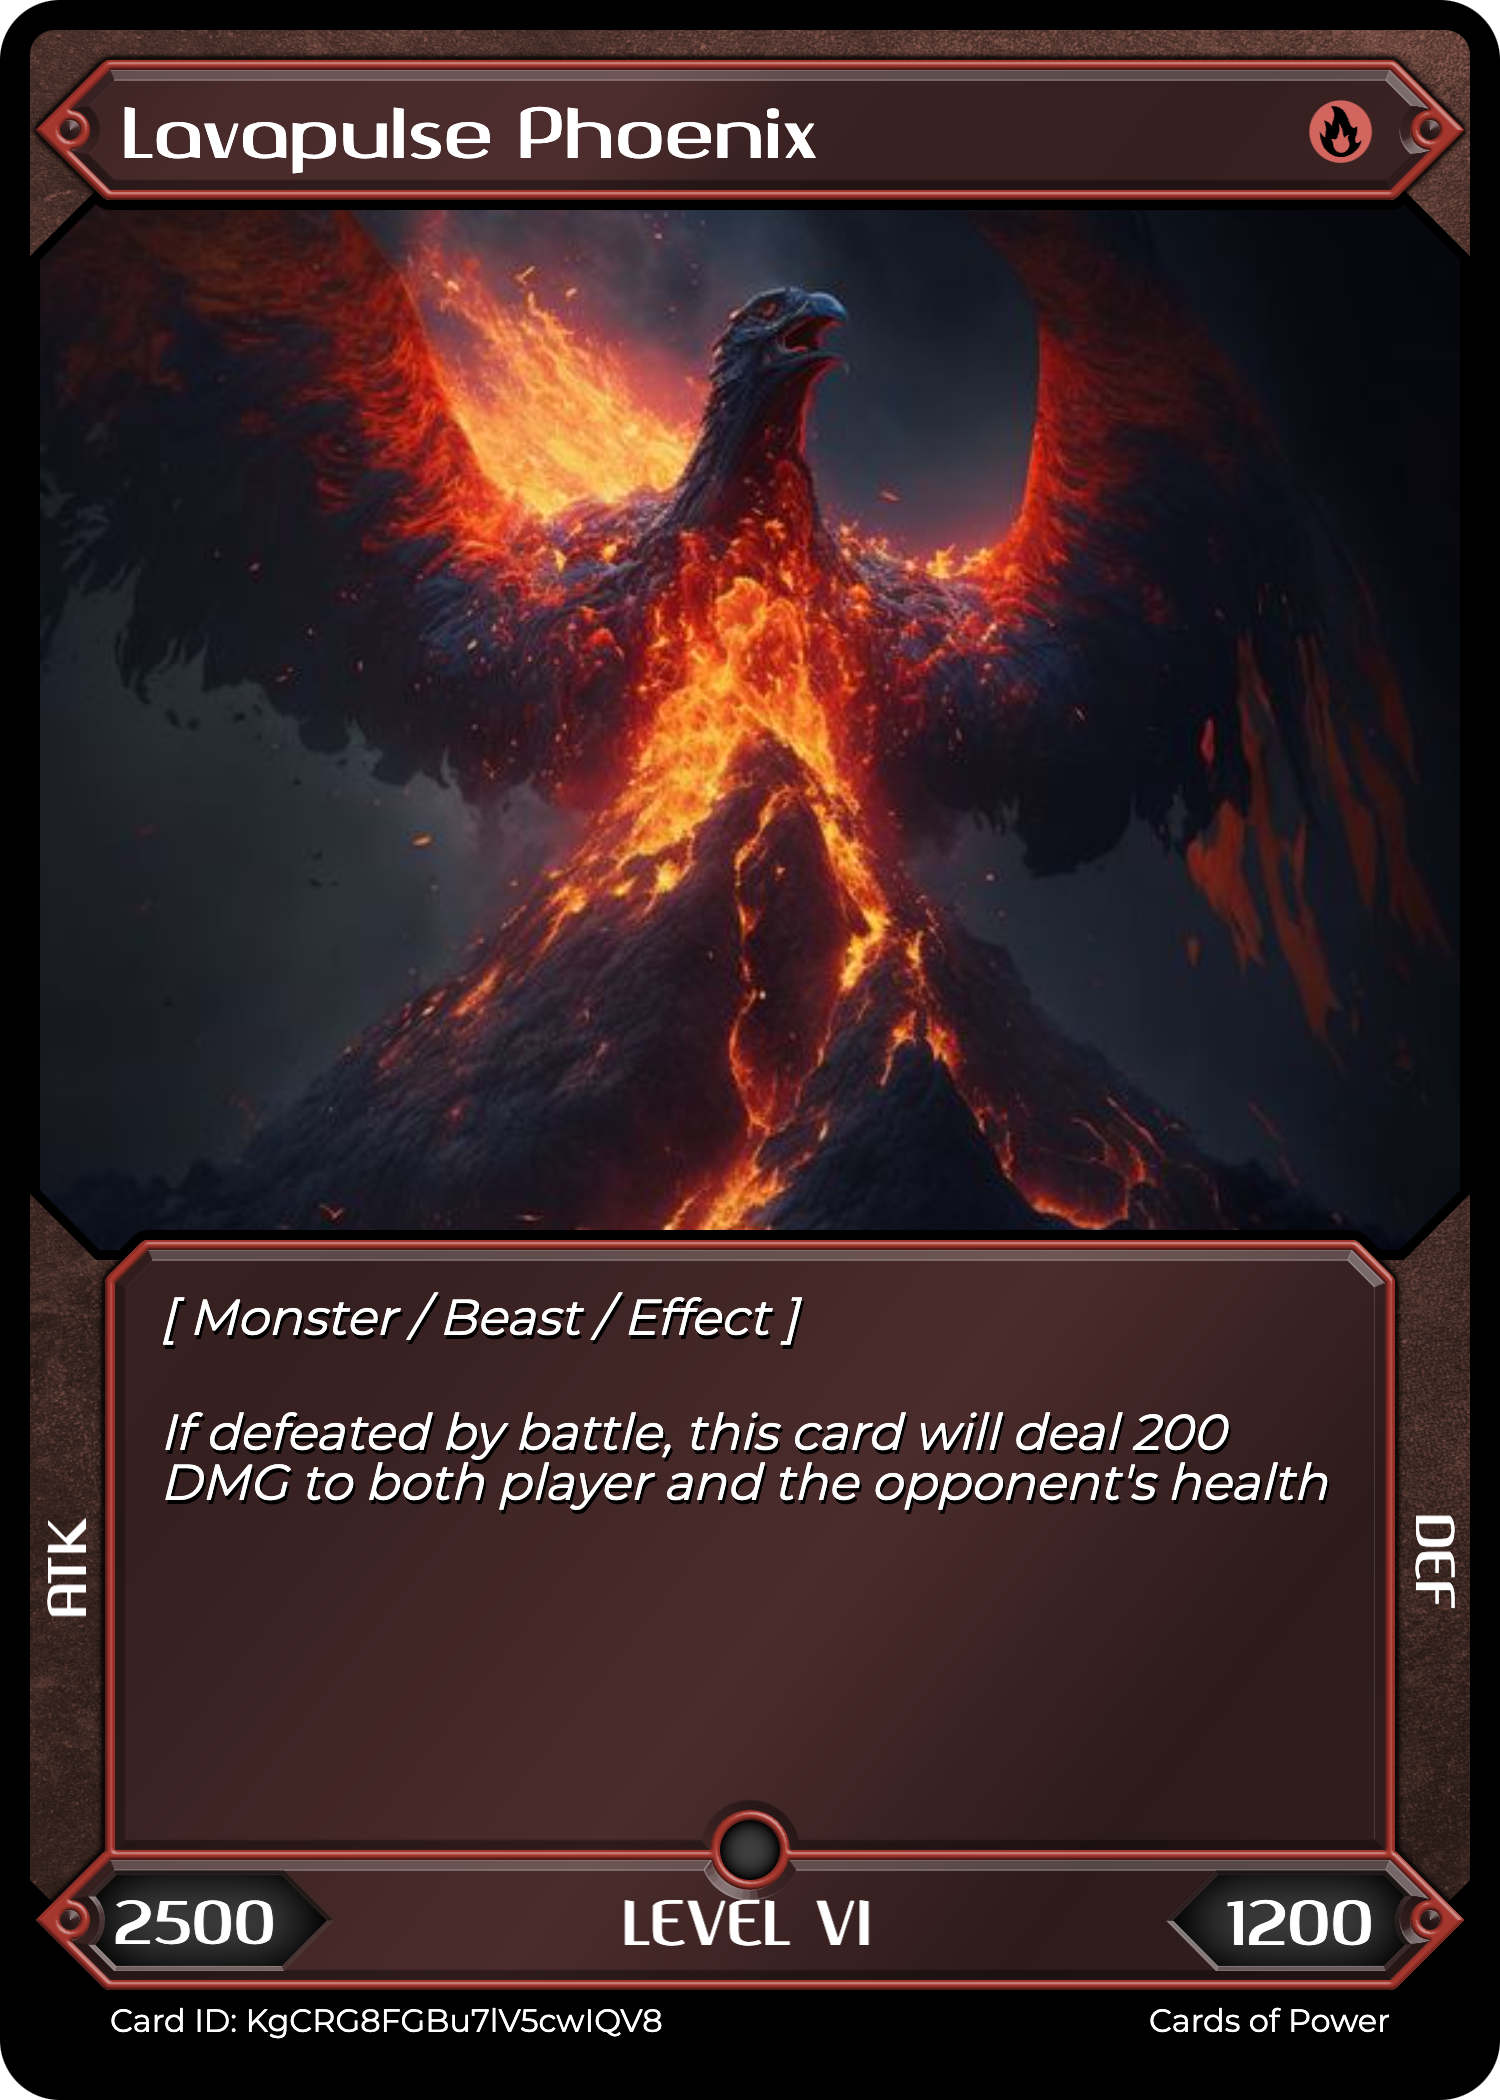 Lavapulse Phoenix
[ Monster / Beast / Effect ]
If defeated by battle, this card will deal 200
DMG to both player and the opponent's health
ATK
DEF
2500
LEVEL VI
1200
Card ID: KgCRG8FGBu7lV5cwIQV8
Cards of Power